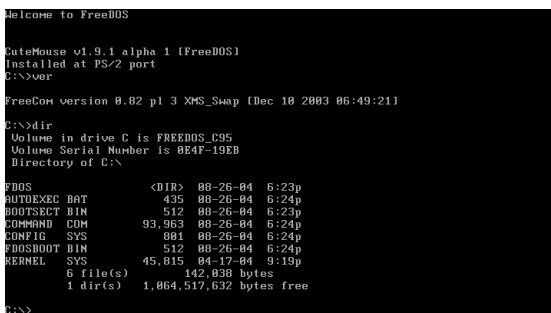 Welcome to FreeDOS
CuteMouse v1.9.1 alpha 1 [FreeDOS]
Installed at PS/2 port
C:\>ver
FreeCom version 0.82 pl 3 XMS_Swap [Dec 10 2003 06:49:21]
C:\>dir
Volume in drive C is FREEDOS_C95
Volume Serial Number is 0E4F-19EB
Directory of C:\
FDOS <DIR> 08-26-04 6:23p
AUTOEXEC BAT 435 08-26-04 6:24p
BOOTSECT BIN 512 08-26-04 6:23p
COMMAND COM 93,963 08-26-04 6:24p
CONFIG SYS 801 08-26-04 6:24p
FDOSBOOT BIN 512 08-26-04 6:24p
KERNEL SYS 45,815 04-17-04 9:19p
6 file(s) 142,038 bytes
1 dir(s) 1,064,517,632 bytes free
C:\>